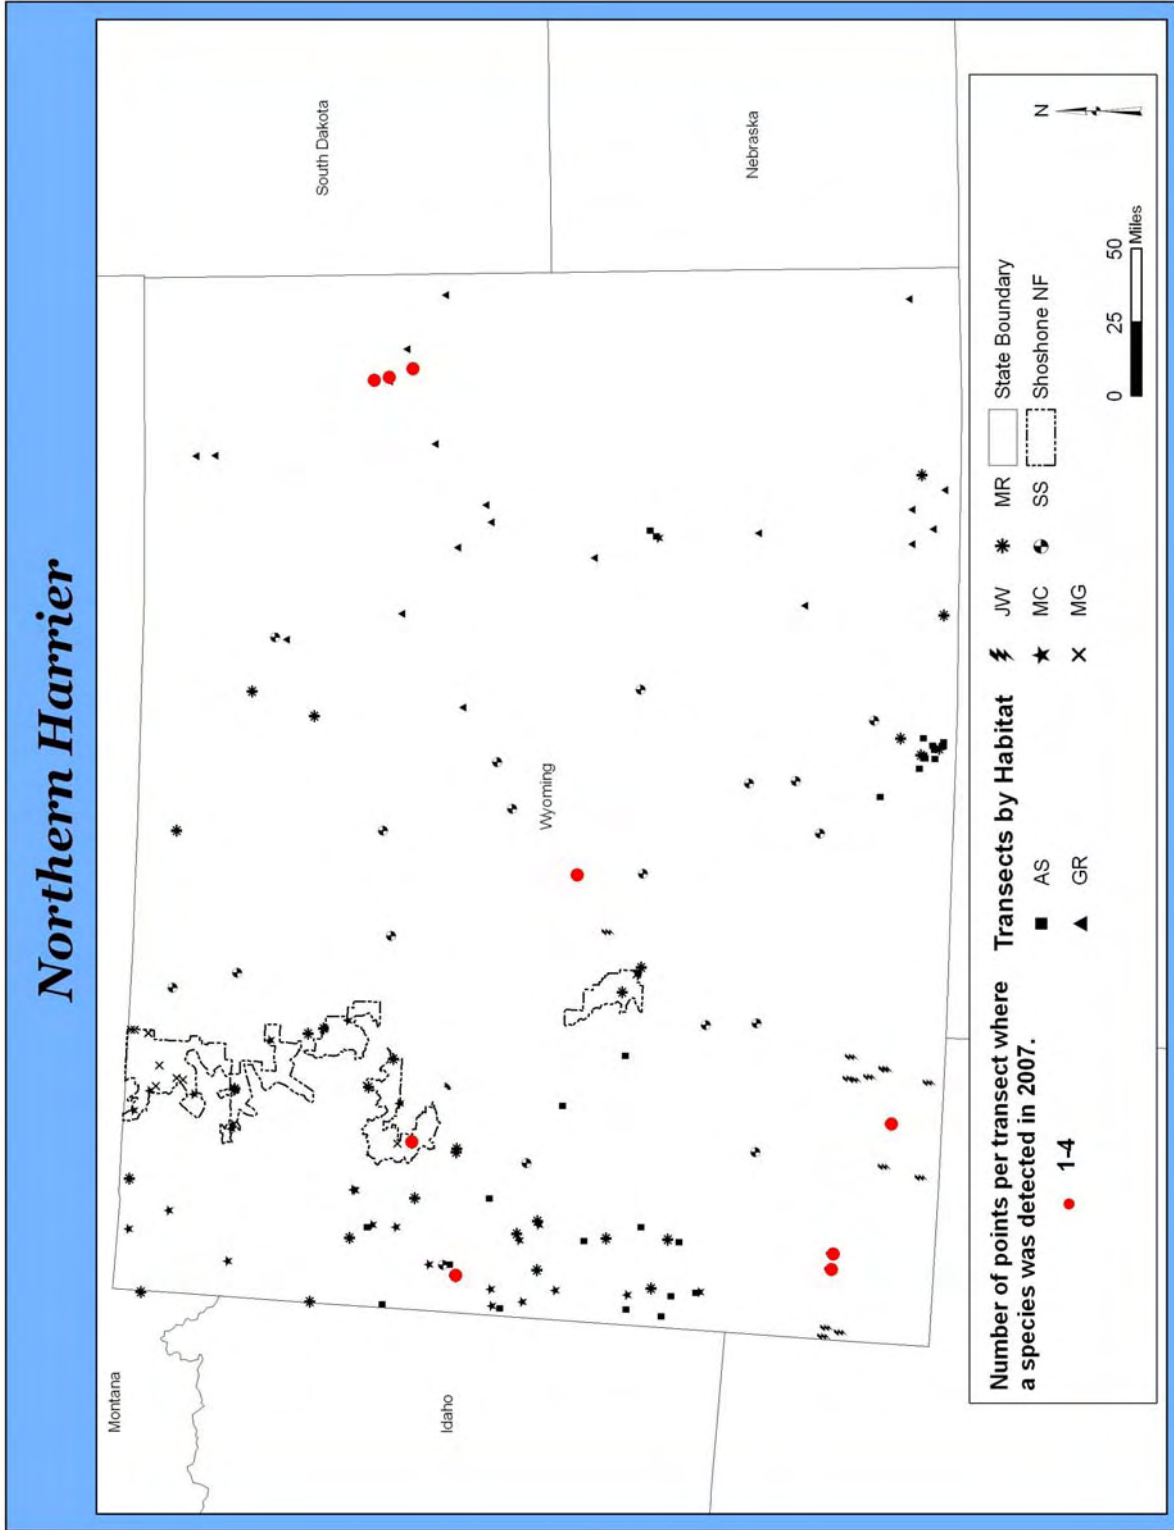 Northern Harrier
Montana
South Dakota
Idaho
Wyoming
Nebraska
Number of points per transect where
a species was detected in 2007.
1-4
Transects by Habitat
AS
GR
JW
MC
MG
MR
SS
State Boundary
Shoshone NF
N
0 25 50
Miles